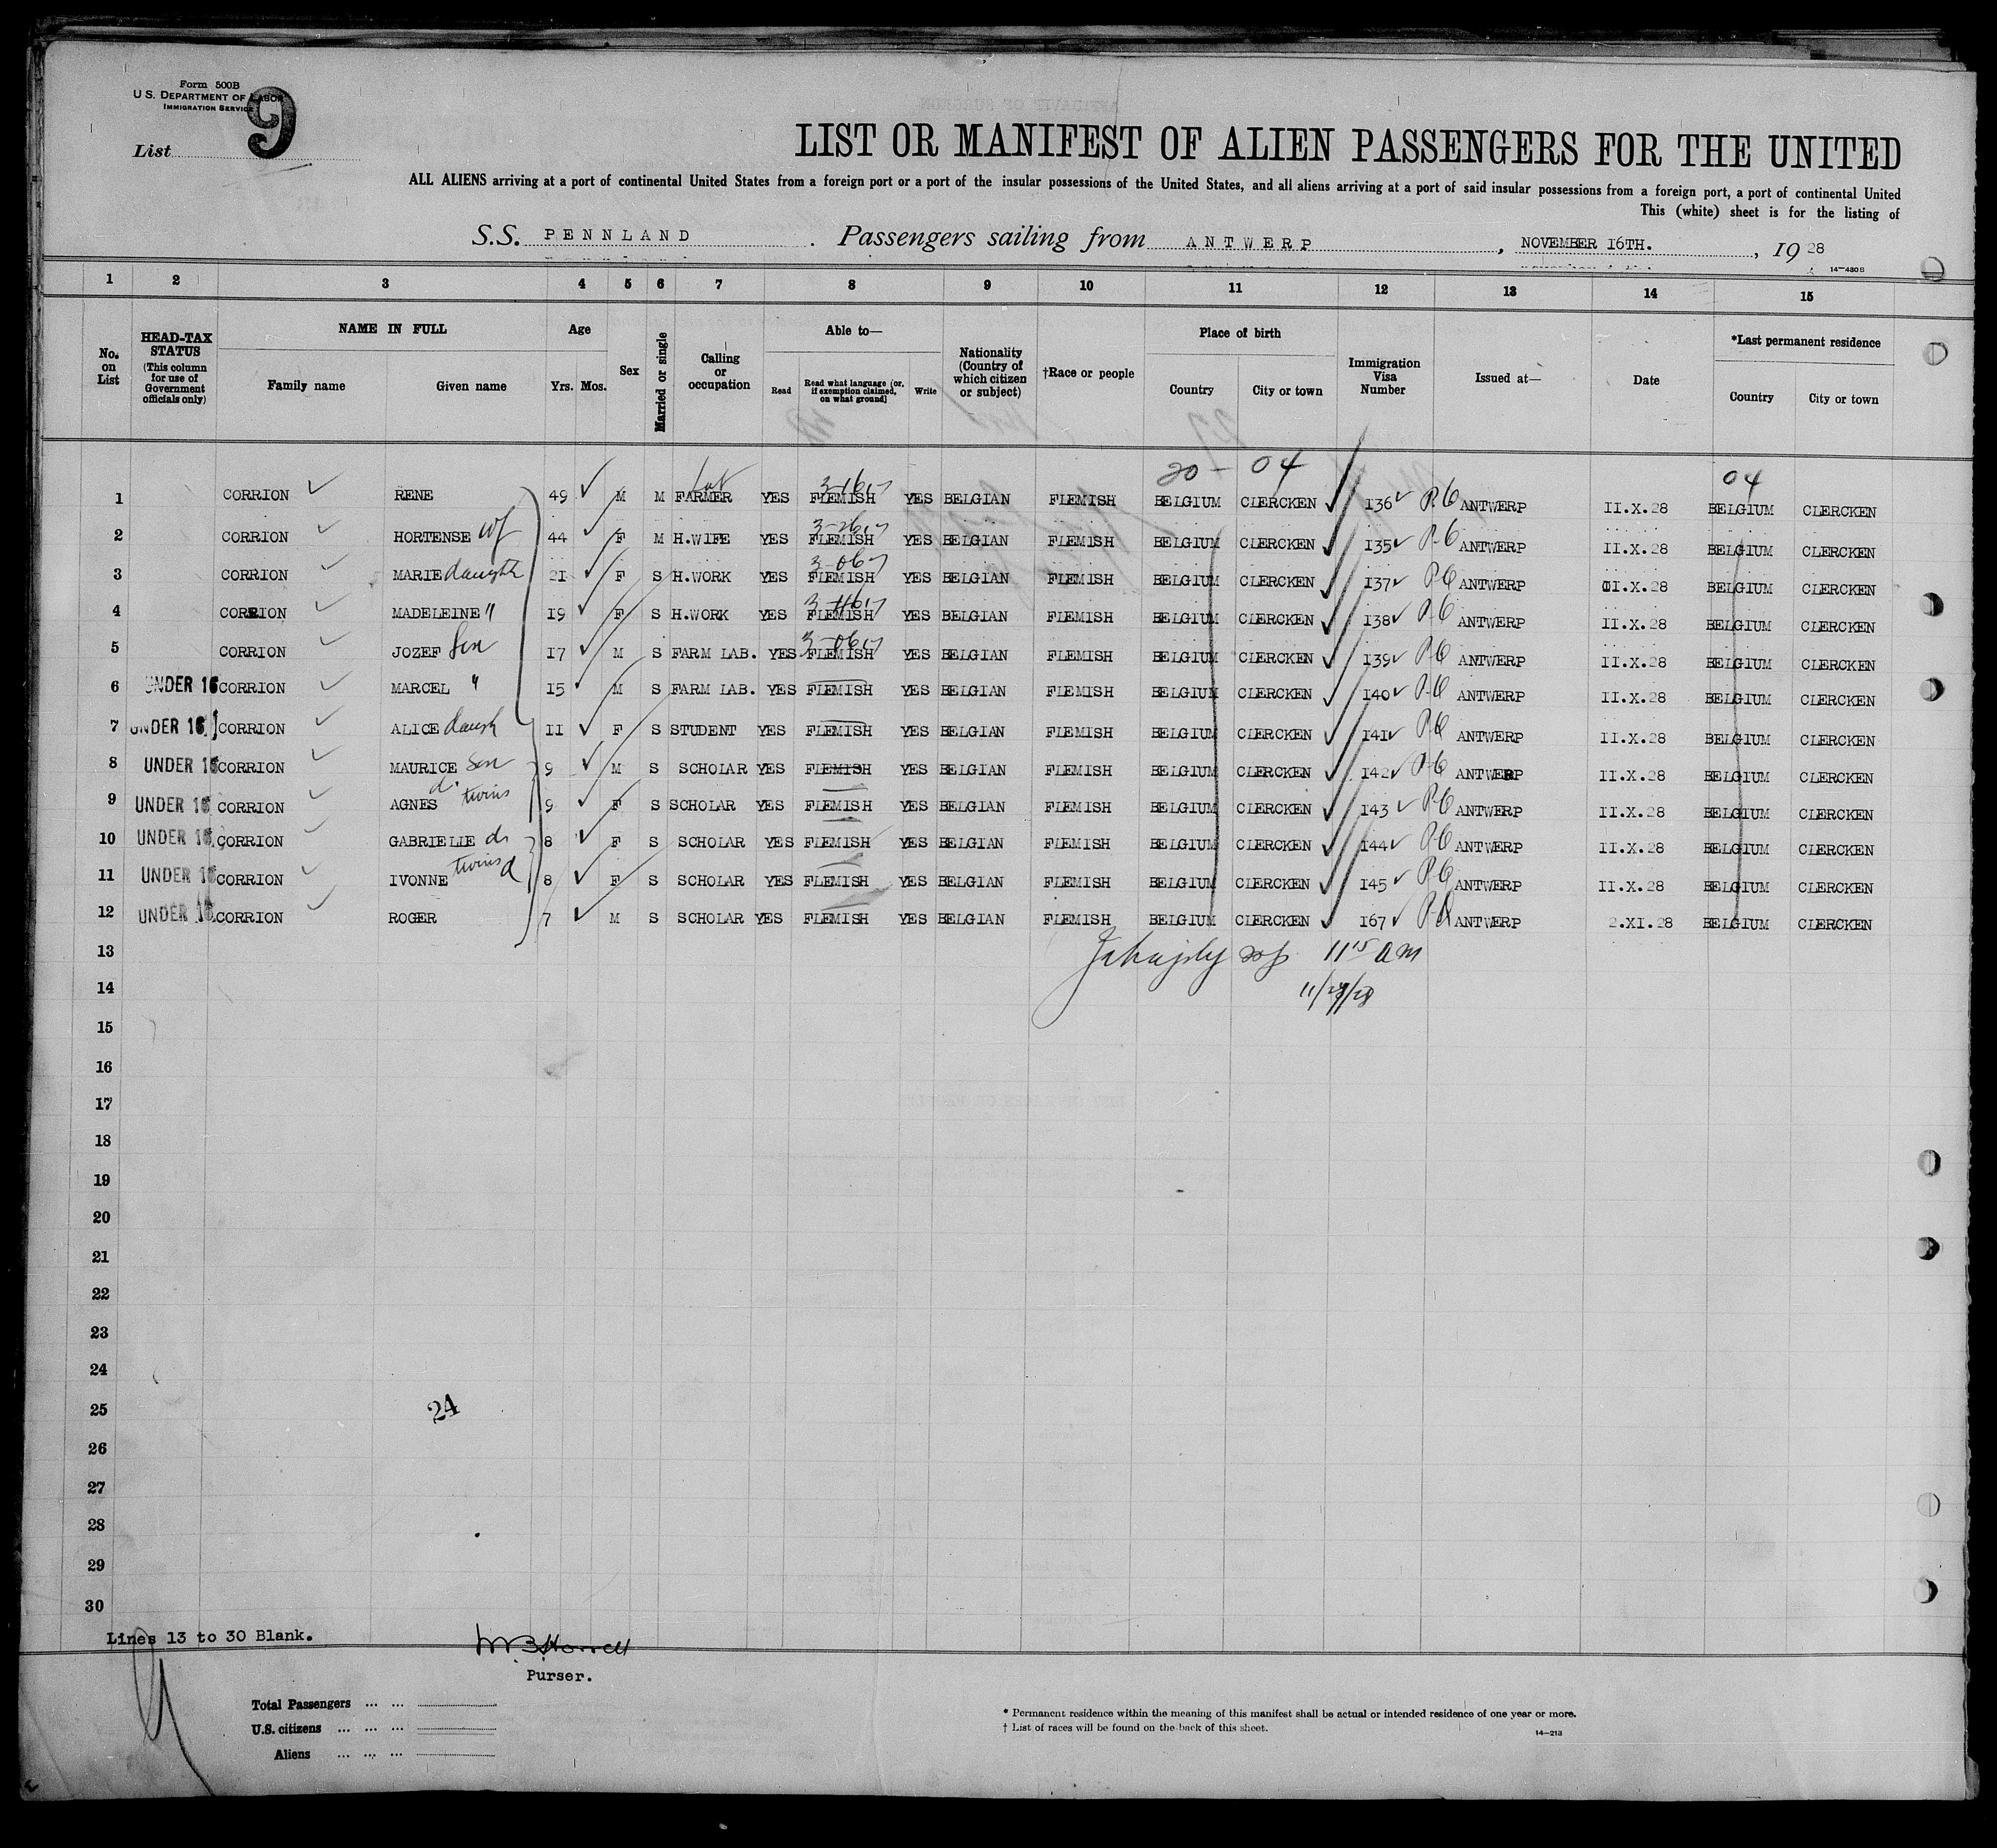 Form 500B
U. S. DEPARTMENT OF LABOR
IMMIGRATION SERVICE
List 9
LIST OR MANIFEST OF ALIEN PASSENGERS FOR THE UNITED
ALL ALIENS arriving at a port of continental United States from a foreign port or a port of the insular possessions of the United States, and all aliens arriving at a port of said insular possessions from a foreign port, a port of continental United
This (white) sheet is for the listing of
S.S. PENNLAND . Passengers sailing from ANTWERP , NOVEMBER 16TH. , 19 28
14—430 B
1 2 3 4 5 6 7 8 9 10 11 12 13 14 15
No. on List
HEAD-TAX STATUS (This column for use of Government officials only)
NAME IN FULL Family name Given name
Age Yrs. Mos.
Sex
Married or single
Calling or occupation
Able to— Read Read what language (or, if exemption claimed, on what ground) Write
Nationality (Country of which citizen or subject)
†Race or people
Place of birth Country City or town
Immigration Visa Number
Issued at—
Date
*Last permanent residence Country City or town
20 - 04 04
1 CORRION RENE 49 M M FARMER YES FLEMISH YES BELGIAN FLEMISH BELGIUM CLERCKEN 136 ANTWERP II.X.28 BELGIUM CLERCKEN
2 CORRION HORTENSE wf 44 F M H.WIFE YES FLEMISH YES BELGIAN FLEMISH BELGIUM CLERCKEN 135 ANTWERP II.X.28 BELGIUM CLERCKEN
3 CORRION MARIE daught 21 F S H.WORK YES FLEMISH YES BELGIAN FLEMISH BELGIUM CLERCKEN 137 ANTWERP II.X.28 BELGIUM CLERCKEN
4 CORRION MADELEINE " 19 F S H.WORK YES FLEMISH YES BELGIAN FLEMISH BELGIUM CLERCKEN 138 ANTWERP II.X.28 BELGIUM CLERCKEN
5 CORRION JOZEF Son 17 M S FARM LAB. YES FLEMISH YES BELGIAN FLEMISH BELGIUM CLERCKEN 139 ANTWERP II.X.28 BELGIUM CLERCKEN
6 UNDER 16 CORRION MARCEL " 15 M S FARM LAB. YES FLEMISH YES BELGIAN FLEMISH BELGIUM CLERCKEN 140 ANTWERP II.X.28 BELGIUM CLERCKEN
7 UNDER 16 CORRION ALICE daugh 11 F S STUDENT YES FLEMISH YES BELGIAN FLEMISH BELGIUM CLERCKEN 141 ANTWERP II.X.28 BELGIUM CLERCKEN
8 UNDER 16 CORRION MAURICE Son 9 M S SCHOLAR YES FLEMISH YES BELGIAN FLEMISH BELGIUM CLERCKEN 142 ANTWERP II.X.28 BELGIUM CLERCKEN
9 UNDER 16 CORRION AGNES d. twins 9 F S SCHOLAR YES FLEMISH YES BELGIAN FLEMISH BELGIUM CLERCKEN 143 ANTWERP II.X.28 BELGIUM CLERCKEN
10 UNDER 16 CORRION GABRIELLE d 8 F S SCHOLAR YES FLEMISH YES BELGIAN FLEMISH BELGIUM CLERCKEN 144 ANTWERP II.X.28 BELGIUM CLERCKEN
11 UNDER 16 CORRION IVONNE twins d 8 F S SCHOLAR YES FLEMISH YES BELGIAN FLEMISH BELGIUM CLERCKEN 145 ANTWERP II.X.28 BELGIUM CLERCKEN
12 UNDER 16 CORRION ROGER 7 M S SCHOLAR YES FLEMISH YES BELGIAN FLEMISH BELGIUM CLERCKEN 167 ANTWERP 2.XI.28 BELGIUM CLERCKEN
13 11 15 am
14
15
16
17
18
19
20
21
22
23
24
25 24
26
27
28
29
30
Lines 13 to 30 Blank.
Purser.
Total Passengers ... ...
U.S. citizens ... ... ...
Aliens ... ... ...
* Permanent residence within the meaning of this manifest shall be actual or intended residence of one year or more.
† List of races will be found on the back of this sheet.
14—213